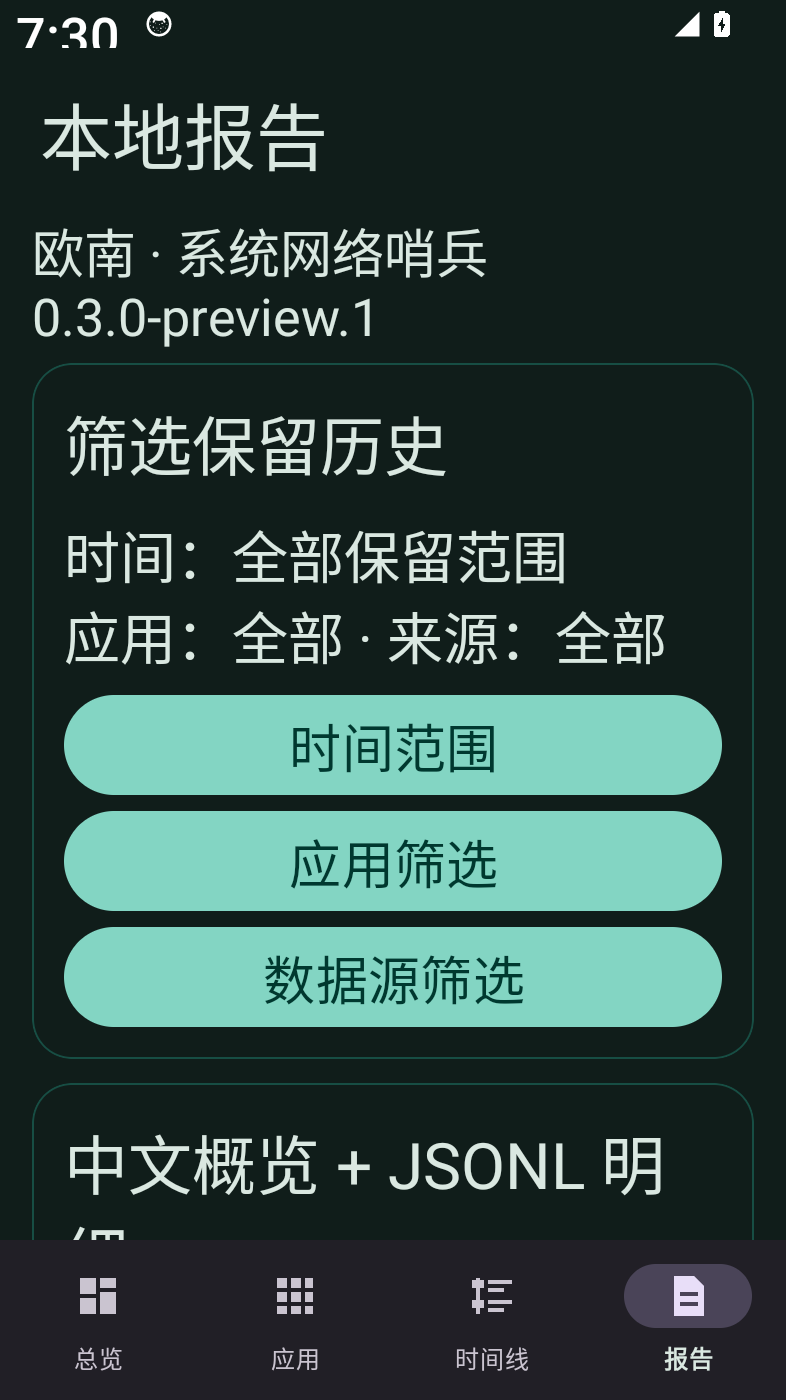 7:30
本地报告
欧南 · 系统网络哨兵
0.3.0-preview.1
筛选保留历史
时间：全部保留范围
应用：全部 · 来源：全部
时间范围
应用筛选
数据源筛选
中文概览 + JSONL 明
总览
应用
时间线
报告